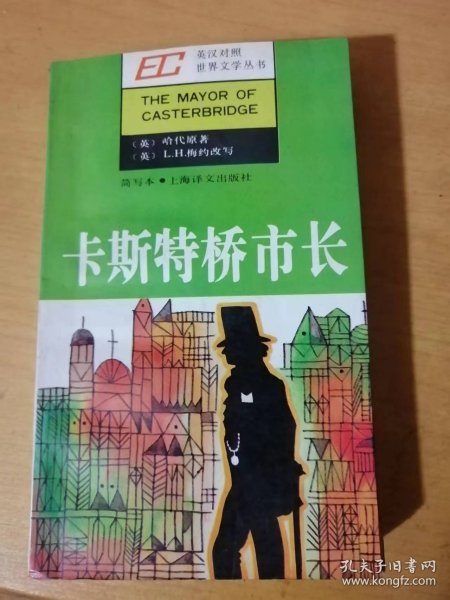 EC
英汉对照
世界文学丛书
THE MAYOR OF
CASTERBRIDGE
〔英〕哈代原著
〔英〕L.H.梅约改写
简写本●上海译文出版社
卡斯特桥市长
孔夫子旧书网
www.kongfz.com